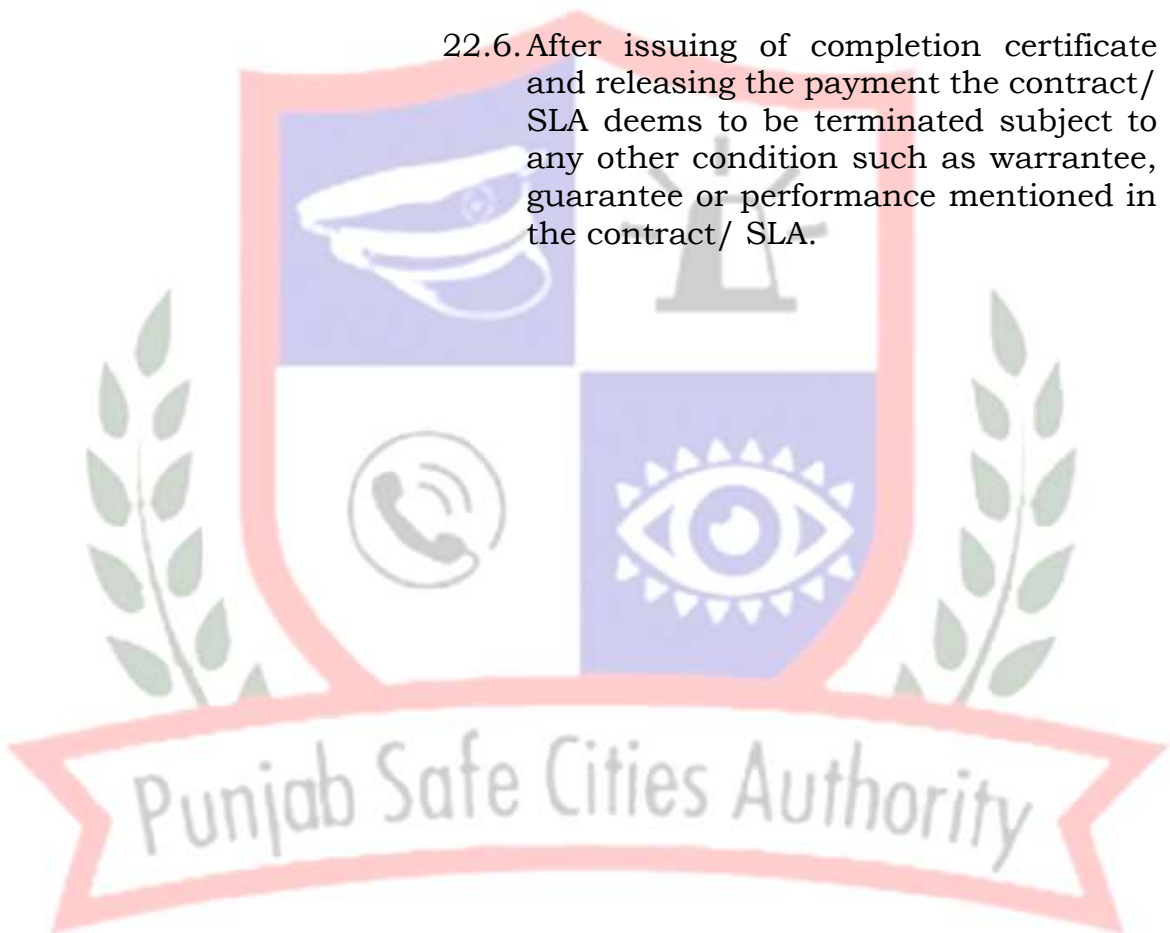 22.6. After issuing of completion certificate
and releasing the payment the contract/
SLA deems to be terminated subject to
any other condition such as warrantee,
guarantee or performance mentioned in
the contract/ SLA.
Punjab Safe Cities Authority